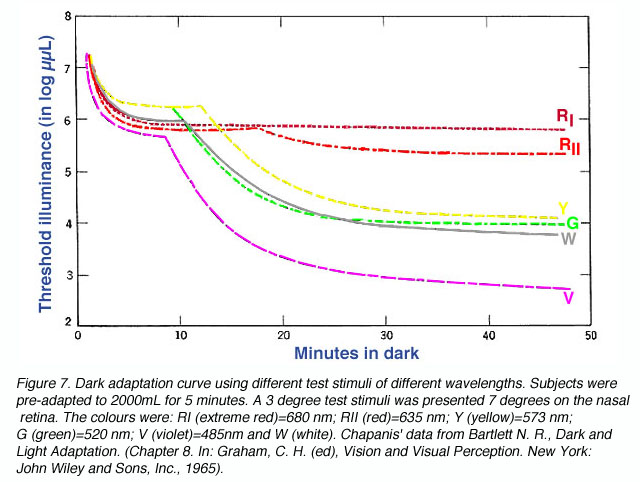 8
7
6
5
4
3
2
0
10
20
30
40
50
Threshold illuminance (in log µµL)
Minutes in dark
RI
RII
Y
G
W
V
Figure 7. Dark adaptation curve using different test stimuli of different wavelengths. Subjects were
pre-adapted to 2000mL for 5 minutes. A 3 degree test stimuli was presented 7 degrees on the nasal
retina. The colours were: RI (extreme red)=680 nm; RII (red)=635 nm; Y (yellow)=573 nm;
G (green)=520 nm; V (violet)=485nm and W (white). Chapanis' data from Bartlett N. R., Dark and
Light Adaptation. (Chapter 8. In: Graham, C. H. (ed), Vision and Visual Perception. New York:
John Wiley and Sons, Inc., 1965).